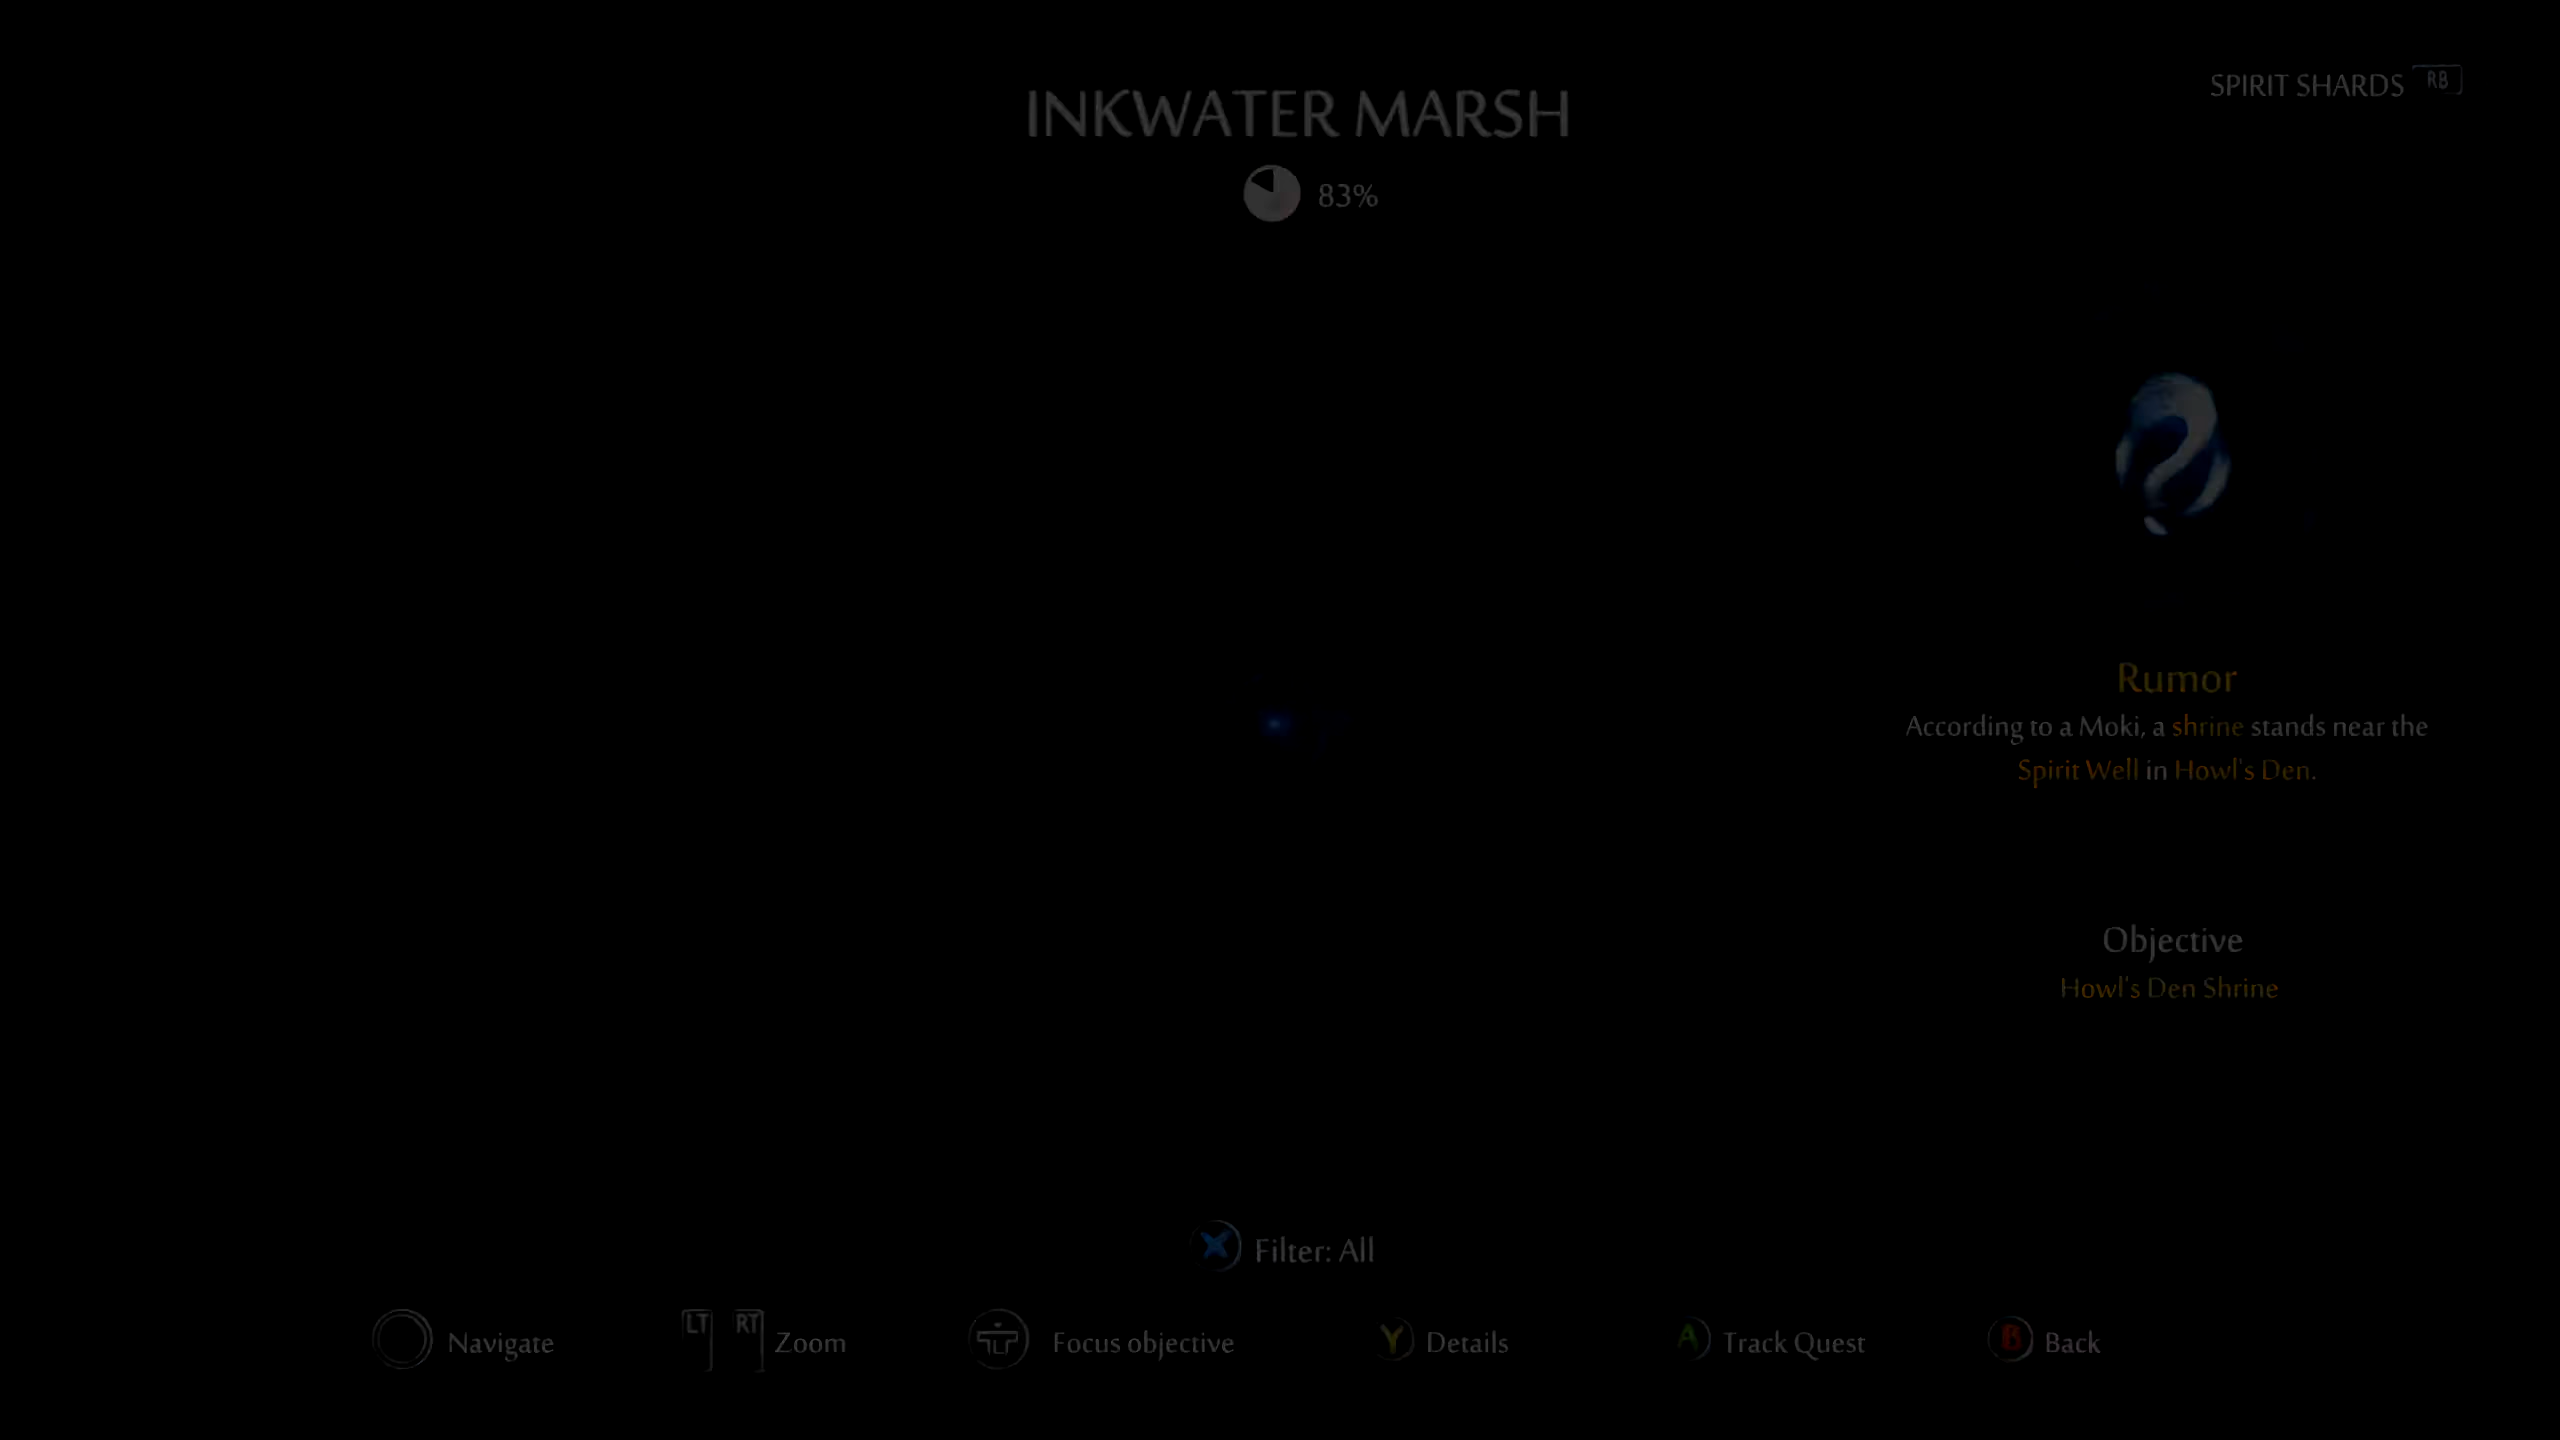 SPIRIT SHARDS RB
INKWATER MARSH
83%
Rumor
According to a Moki, a shrine stands near the
Spirit Well in Howl's Den.
Objective
Howl's Den Shrine
X Filter: All
Navigate LT RT Zoom Focus objective Y Details A Track Quest B Back